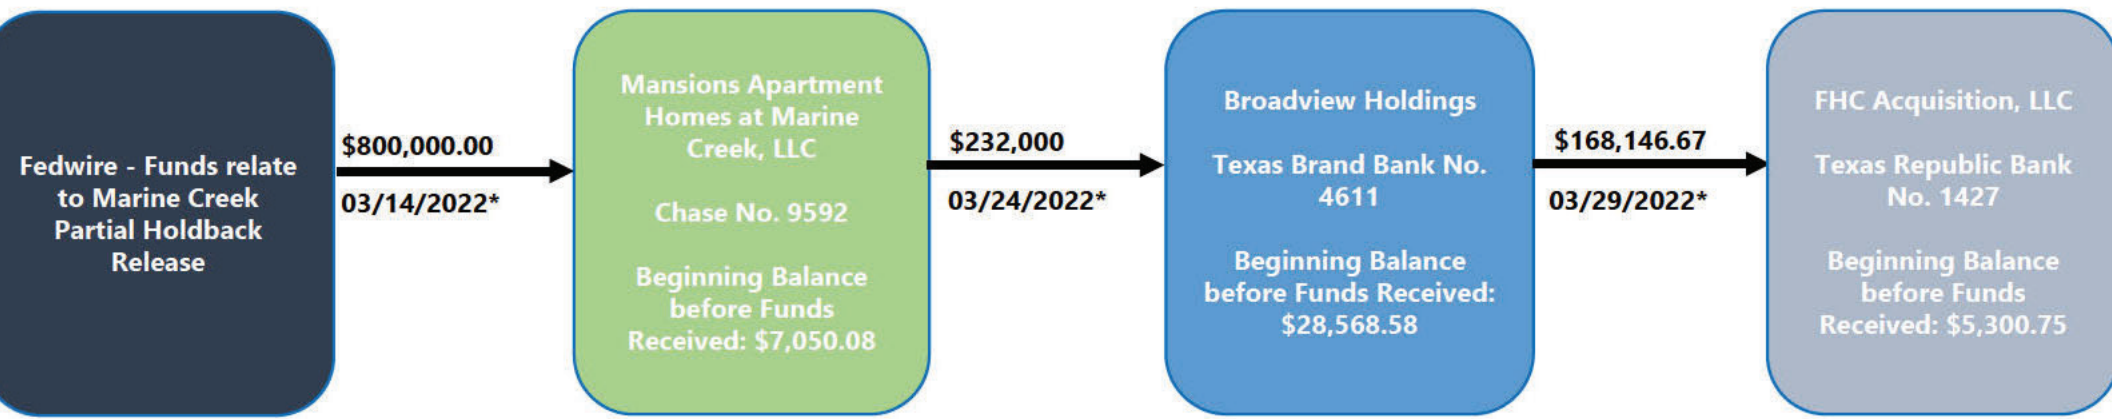 Fedwire - Funds relate
to Marine Creek
Partial Holdback
Release
$800,000.00
03/14/2022*
Mansions Apartment
Homes at Marine
Creek, LLC
Chase No. 9592
Beginning Balance
before Funds
Received: $7,050.08
$232,000
03/24/2022*
Broadview Holdings
Texas Brand Bank No.
4611
Beginning Balance
before Funds Received:
$28,568.58
$168,146.67
03/29/2022*
FHC Acquisition, LLC
Texas Republic Bank
No. 1427
Beginning Balance
before Funds
Received: $5,300.75